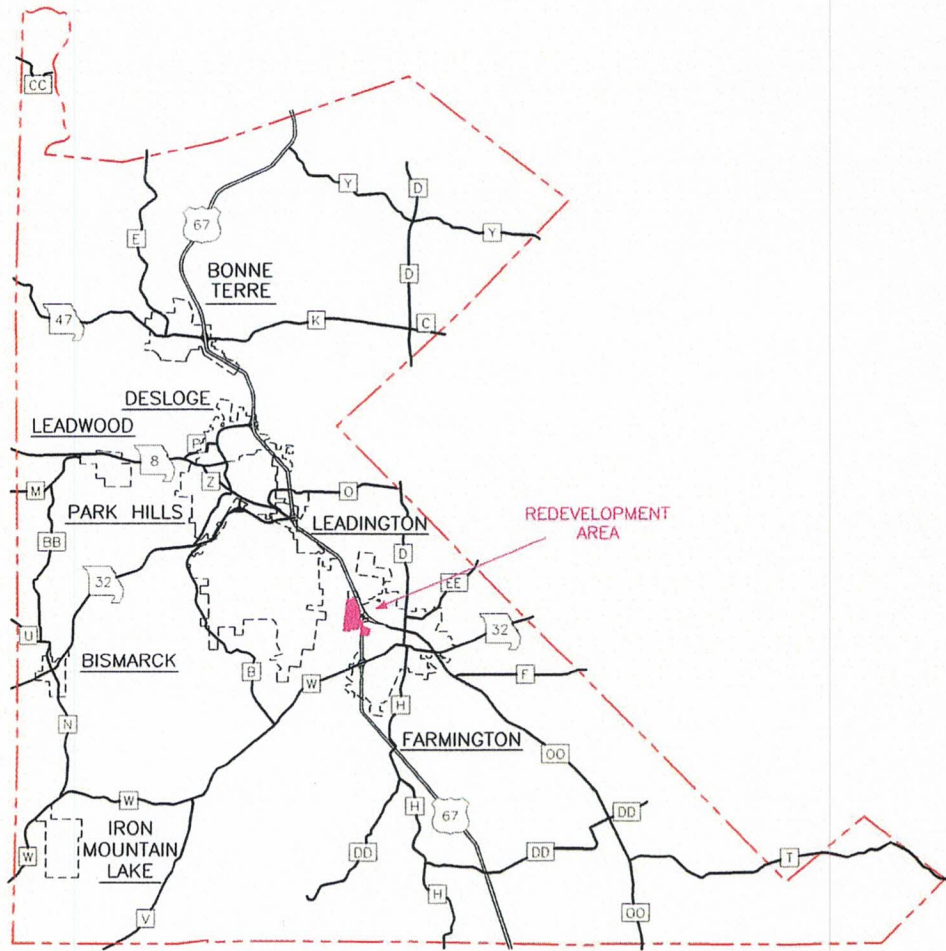 CC
Y
D
67
E
Y
BONNE
TERRE
D
47
K
C
DESLOGE
LEADWOOD
P
8
Z
M
O
PARK HILLS
LEADINGTON
REDEVELOPMENT
AREA
BB
D
32
EE
U
32
BISMARCK
B
W
F
N
H
FARMINGTON
OO
W
H
67
DD
IRON
MOUNTAIN
LAKE
W
DD
DD
T
H
V
OO